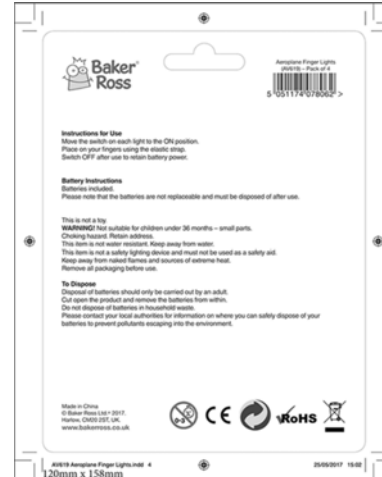 Baker
Ross
Aeroplane Finger Lights
(AV619) – Pack of 4
5 051174 078062 >
Instructions for Use
Move the switch on each light to the ON position.
Place on your fingers using the elastic strap.
Switch OFF after use to retain battery power.
Battery Instructions
Batteries included.
Please note that the batteries are not replaceable and must be disposed of after use.
This is not a toy.
WARNING! Not suitable for children under 36 months – small parts.
Choking hazard. Retain address.
This item is not water resistant. Keep away from water.
This item is not a safety lighting device and must not be used as a safety aid.
Keep away from naked flames and sources of extreme heat.
Remove all packaging before use.
To Dispose
Disposal of batteries should only be carried out by an adult.
Cut open the product and remove the batteries from within.
Do not dispose of batteries in household waste.
Please contact your local authorities for information on where you can safely dispose of your
batteries to prevent pollutants escaping into the environment.
Made in China
© Baker Ross Ltd.® 2017.
Harlow, CM20 2ST, UK.
www.bakerross.co.uk
0-3
CE
RoHS
AV619 Aeroplane Finger Lights.indd 4
25/05/2017 15:02
120mm x 158mm